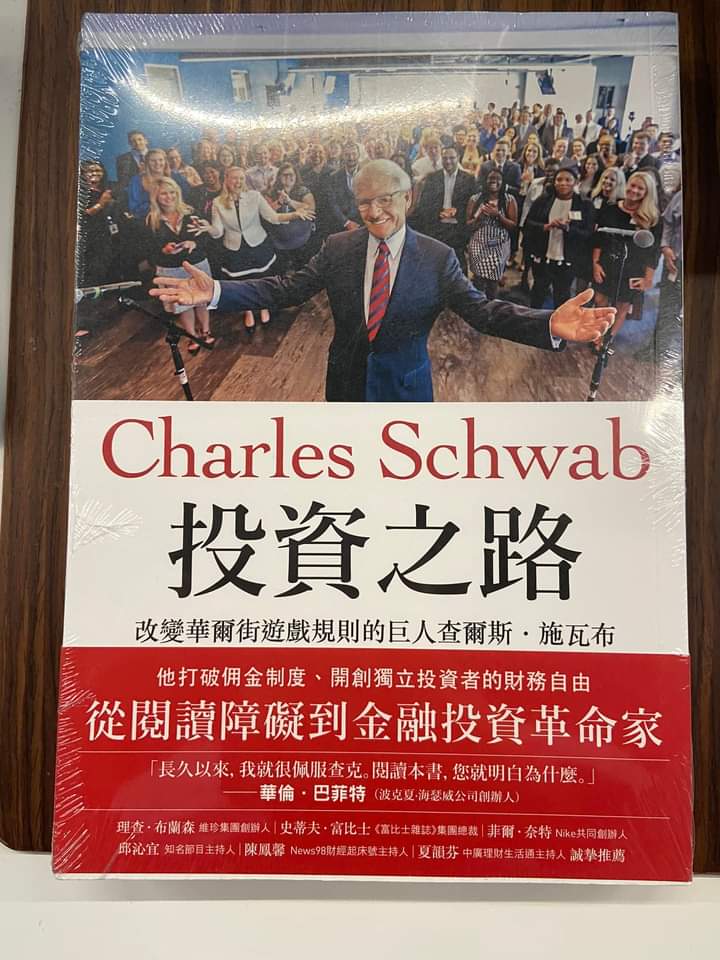 Charles Schwab
投資之路
改變華爾街遊戲規則的巨人查爾斯·施瓦布
他打破佣金制度、開創獨立投資者的財務自由
從閱讀障礙到金融投資革命家
「長久以來,我就很佩服查克。閱讀本書,您就明白為什麼。」
——華倫·巴菲特(波克夏·海瑟威公司創辦人)
理查·布蘭森 維珍集團創辦人|史蒂夫·富比士《富比士雜誌》集團總裁|菲爾·奈特 Nike共同創辦人
邱沁宜 知名節目主持人|陳鳳馨 News98財經起床號主持人|夏韻芬 中廣理財生活通主持人 誠摯推薦